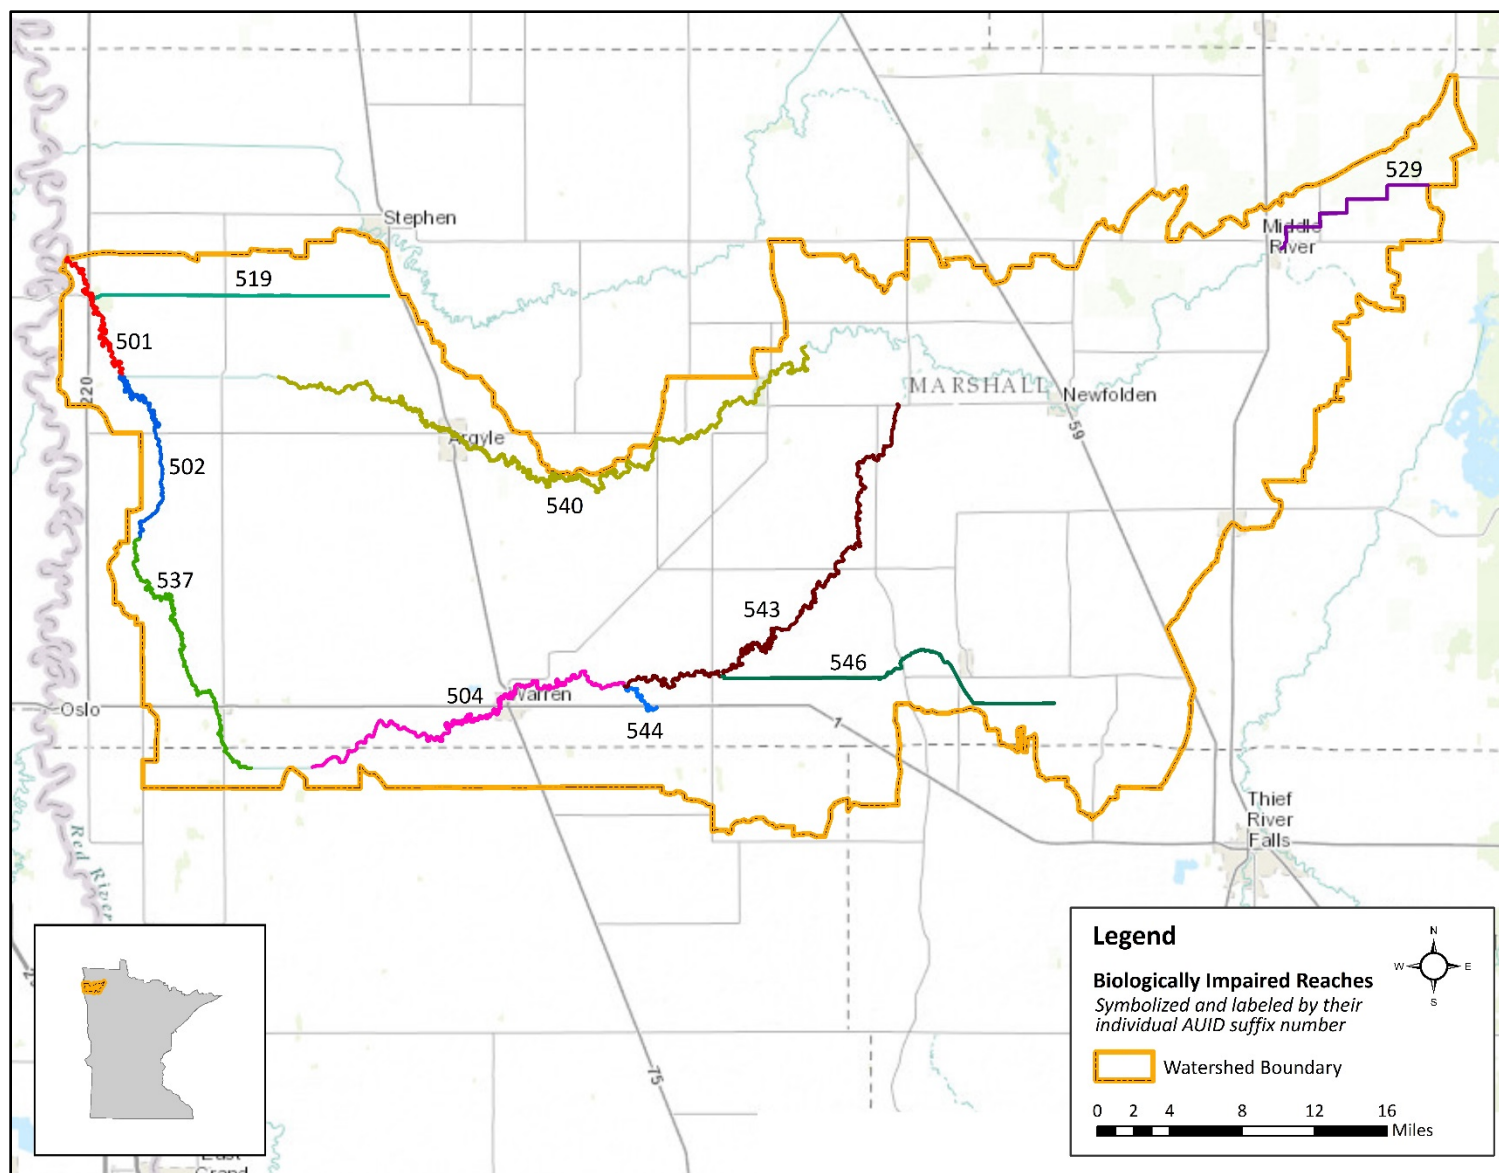 529
Stephen
Middle
River
519
501
220
MARSHALL
Newfolden
59
Argyle
502
540
537
543
546
504
Warren
Oslo
544
7
Thief
River
Falls
Red River
75
East
Grand
Legend
Biologically Impaired Reaches
Symbolized and labeled by their
individual AUID suffix number
Watershed Boundary
N
W E
S
0 2 4 8 12 16
Miles